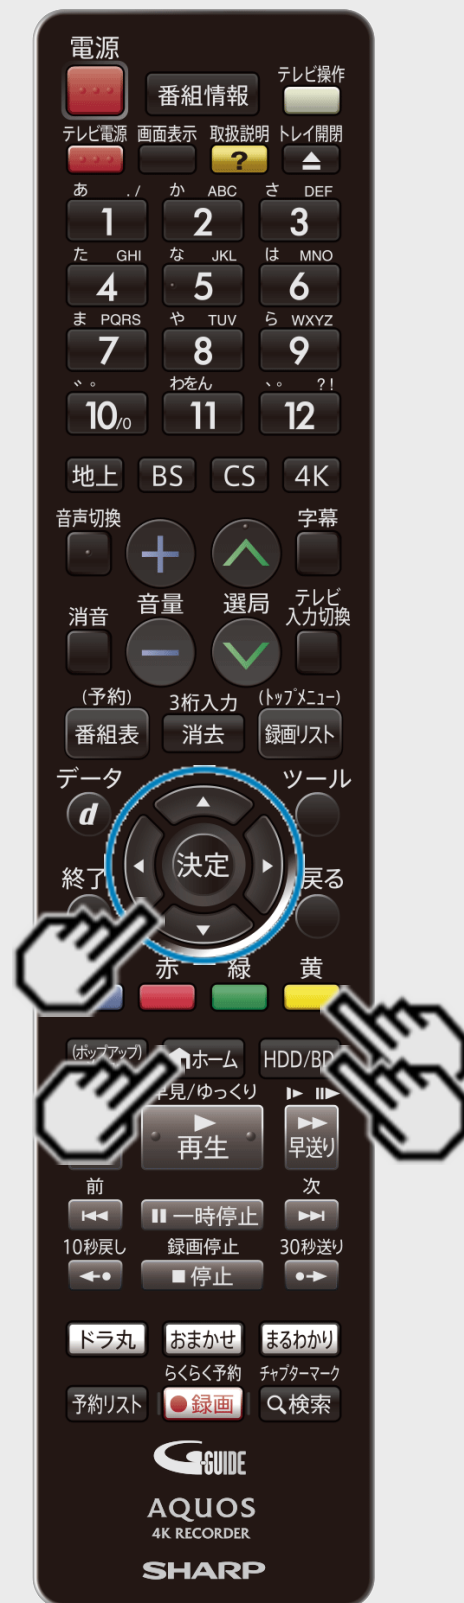 電源
番組情報
テレビ操作
テレビ電源 画面表示 取扱説明 トレイ開閉
?
あ ./ か ABC さ DEF
1 2 3
た GHI な JKL は MNO
4 5 6
ま PQRS や TUV ら WXYZ
7 8 9
゛゜ わをん 、。 ?!
10/0 11 12
地上 BS CS 4K
音声切換 字幕
＋
消音 音量 選局 テレビ
入力切換
−
(予約) 3桁入力 (トップメニュー)
番組表 消去 録画リスト
データ ツール
d
決定
終了 戻る
赤 緑 黄
(ポップアップ) ホーム HDD/BD
早見/ゆっくり
再生 早送り
前 次
一時停止
10秒戻し 録画停止 30秒送り
停止
ドラ丸 おまかせ まるわかり
らくらく予約 チャプターマーク
予約リスト ●録画 検索
G-GUIDE
AQUOS
4K RECORDER
SHARP